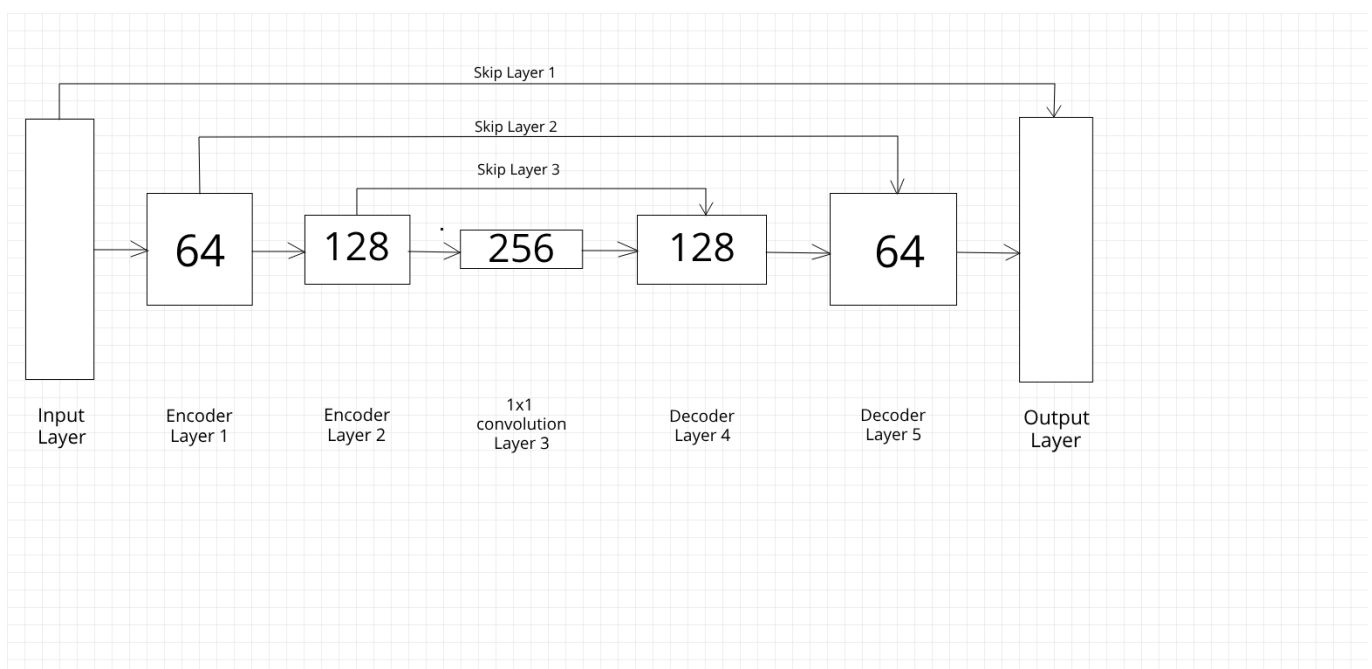 Skip Layer 1
Skip Layer 2
Skip Layer 3
64
128
256
128
64
Input
Layer
Encoder
Layer 1
Encoder
Layer 2
1x1
convolution
Layer 3
Decoder
Layer 4
Decoder
Layer 5
Output
Layer